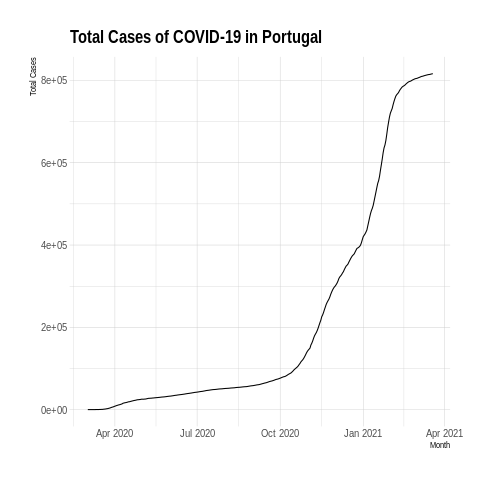 Total Cases of COVID-19 in Portugal
Total Cases
8e+05
6e+05
4e+05
2e+05
0e+00
Apr 2020 Jul 2020 Oct 2020 Jan 2021 Apr 2021
Month